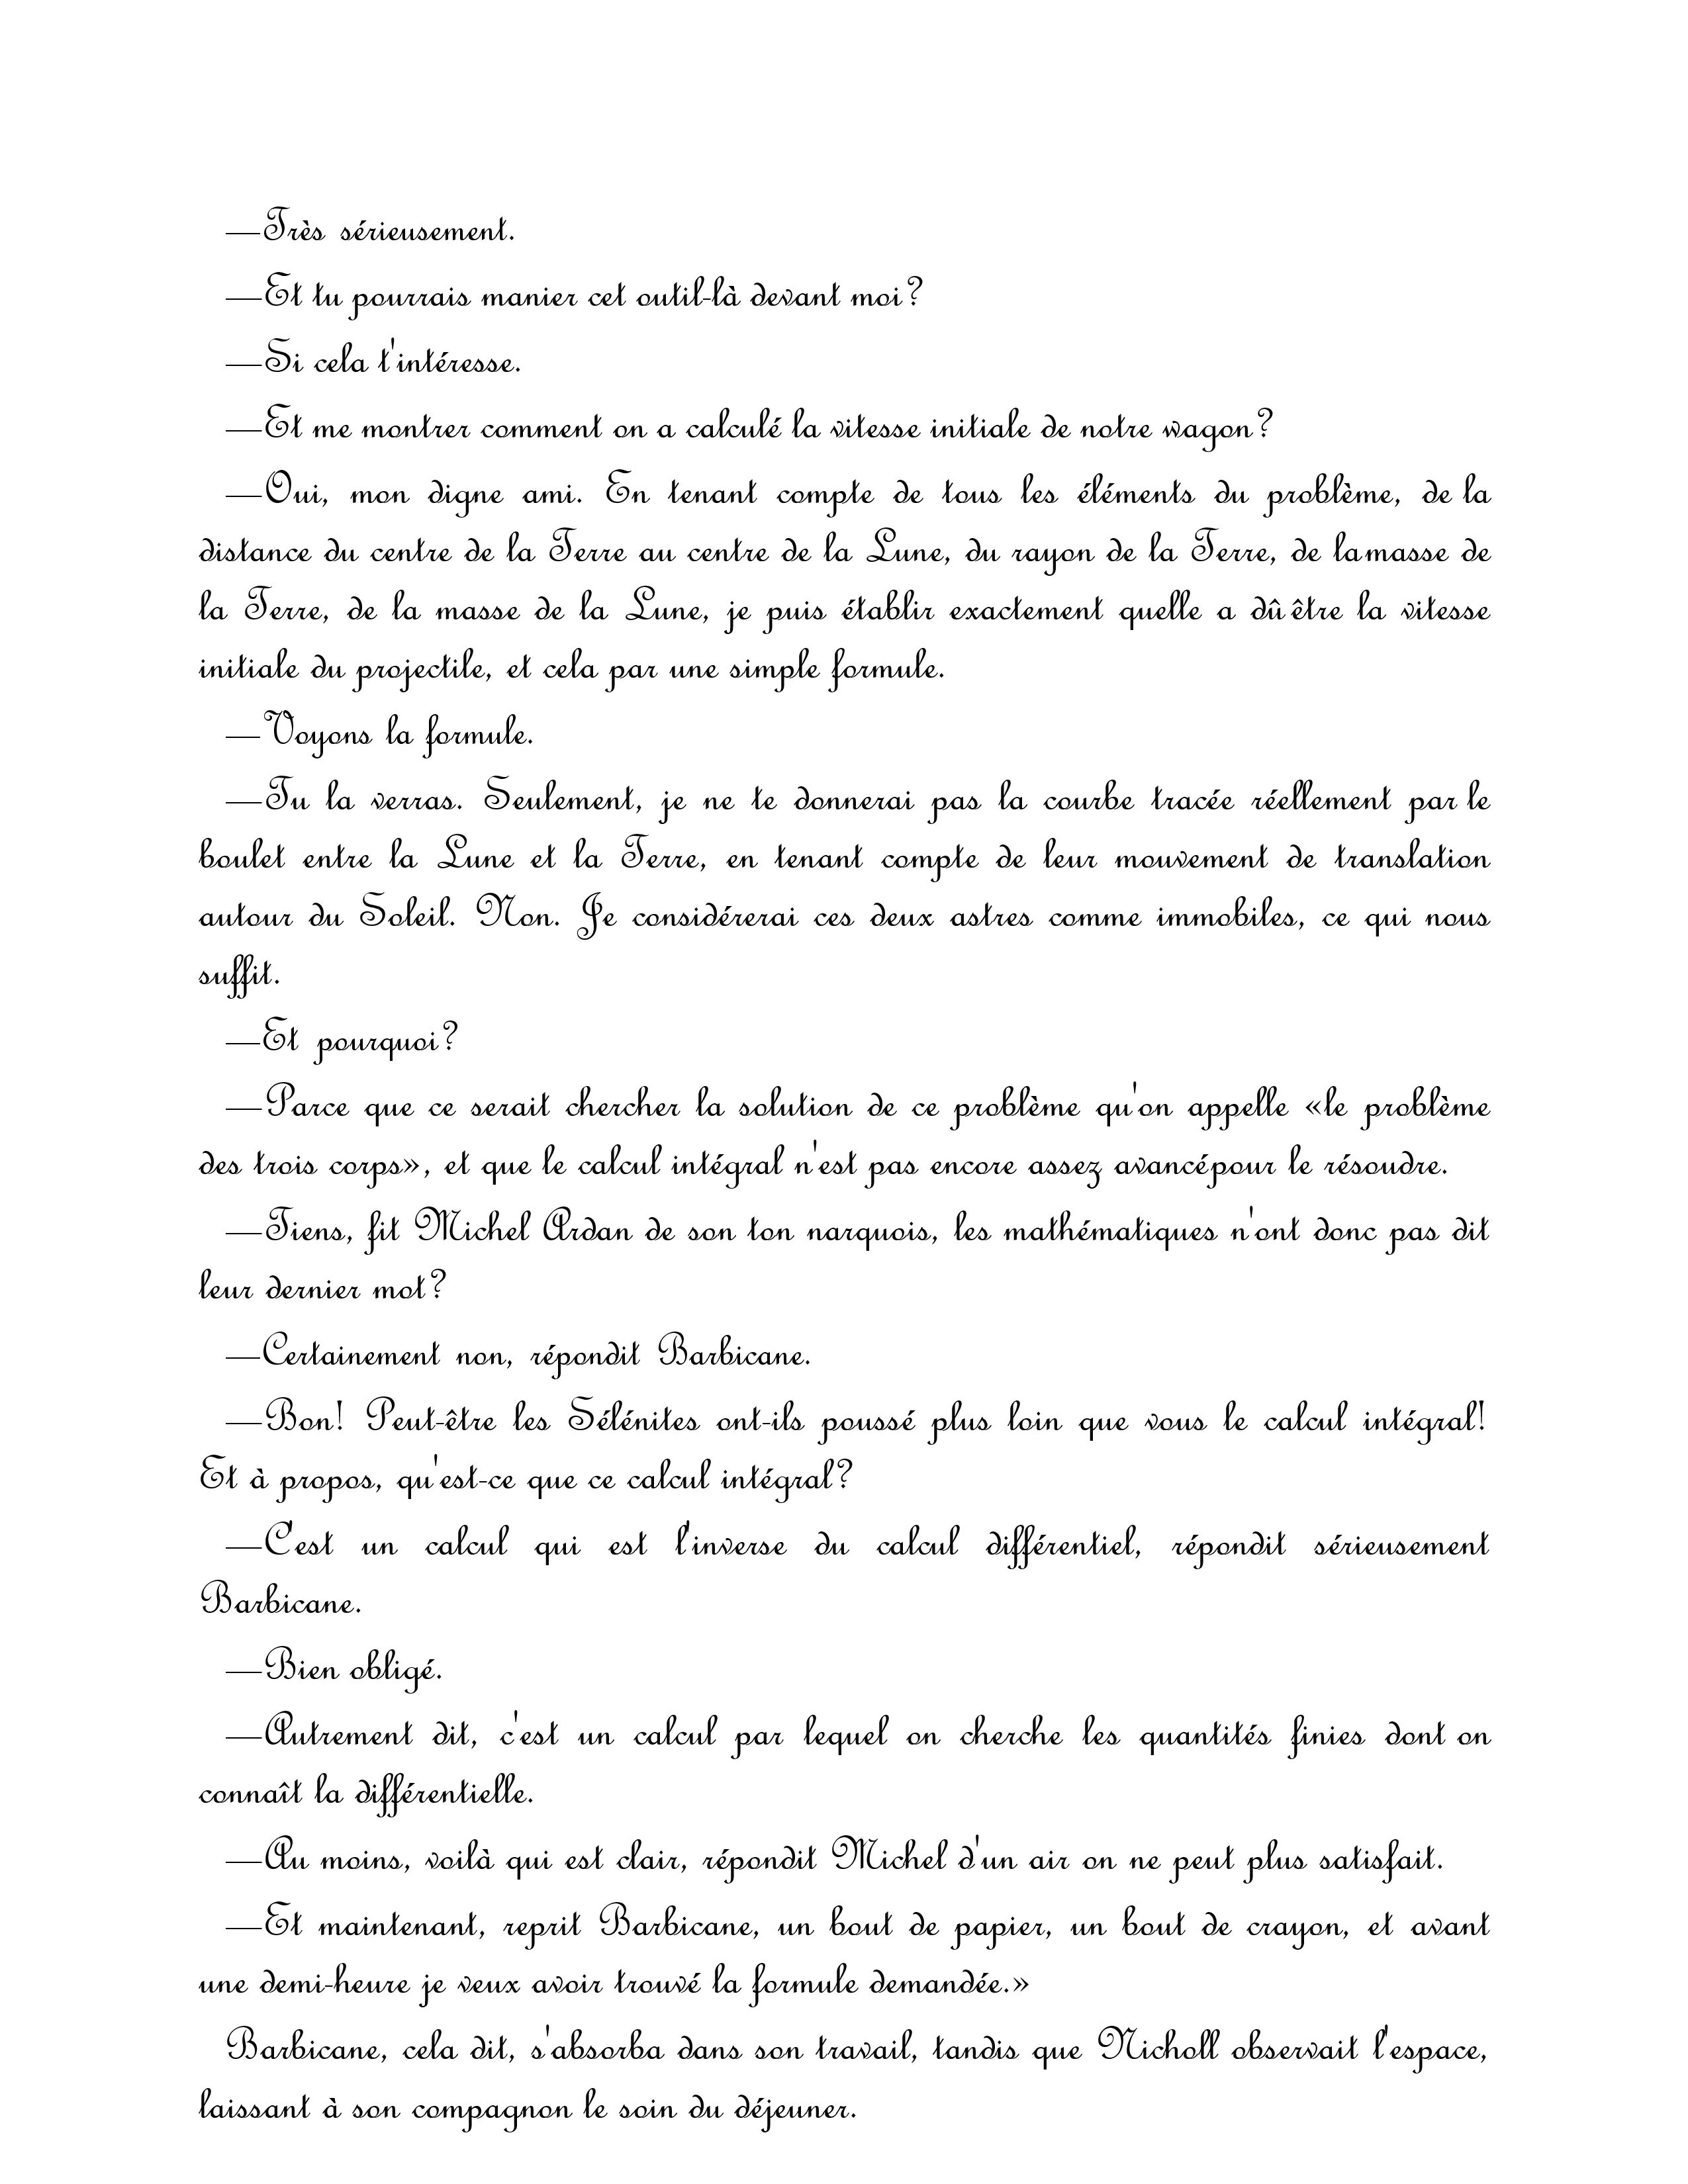 —Très sérieusement.
—Et tu pourrais manier cet outil-là devant moi?
—Si cela t'intéresse.
—Et me montrer comment on a calculé la vitesse initiale de notre wagon?
—Oui, mon digne ami. En tenant compte de tous les éléments du problème, de la
distance du centre de la Terre au centre de la Lune, du rayon de la Terre, de la masse de
la Terre, de la masse de la Lune, je puis établir exactement quelle a dû être la vitesse
initiale du projectile, et cela par une simple formule.
—Voyons la formule.
—Tu la verras. Seulement, je ne te donnerai pas la courbe tracée réellement par le
boulet entre la Lune et la Terre, en tenant compte de leur mouvement de translation
autour du Soleil. Non. Je considérerai ces deux astres comme immobiles, ce qui nous
suffit.
—Et pourquoi?
—Parce que ce serait chercher la solution de ce problème qu'on appelle «le problème
des trois corps», et que le calcul intégral n'est pas encore assez avancé pour le résoudre.
—Tiens, fit Michel Ardan de son ton narquois, les mathématiques n'ont donc pas dit
leur dernier mot?
—Certainement non, répondit Barbicane.
—Bon! Peut-être les Sélénites ont-ils poussé plus loin que vous le calcul intégral!
Et à propos, qu'est-ce que ce calcul intégral?
—C'est un calcul qui est l'inverse du calcul différentiel, répondit sérieusement
Barbicane.
—Bien obligé.
—Autrement dit, c'est un calcul par lequel on cherche les quantités finies dont on
connaît la différentielle.
—Au moins, voilà qui est clair, répondit Michel d'un air on ne peut plus satisfait.
—Et maintenant, reprit Barbicane, un bout de papier, un bout de crayon, et avant
une demi-heure je veux avoir trouvé la formule demandée.»
Barbicane, cela dit, s'absorba dans son travail, tandis que Nicholl observait l'espace,
laissant à son compagnon le soin du déjeuner.